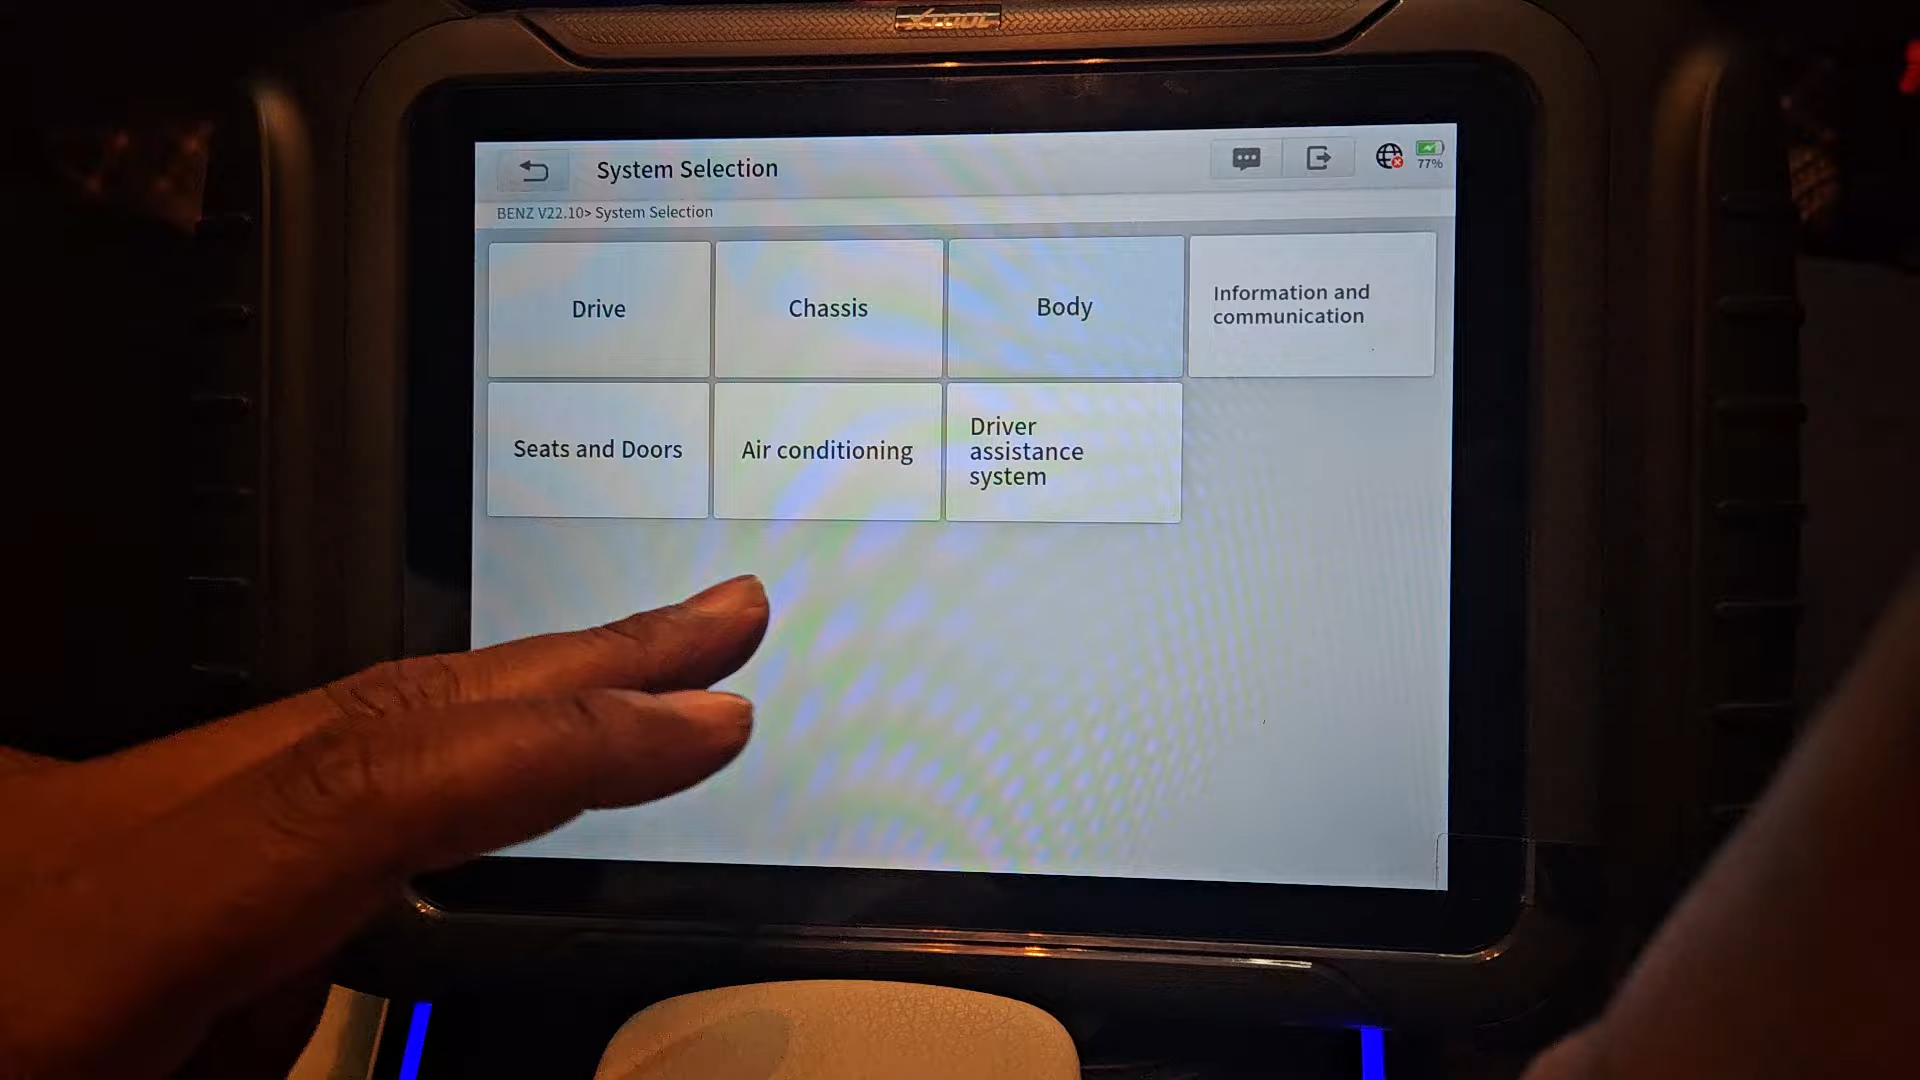 XTOOL
System Selection
77%
BENZ V22.10> System Selection
Drive
Chassis
Body
Information and
communication
Seats and Doors
Air conditioning
Driver
assistance
system